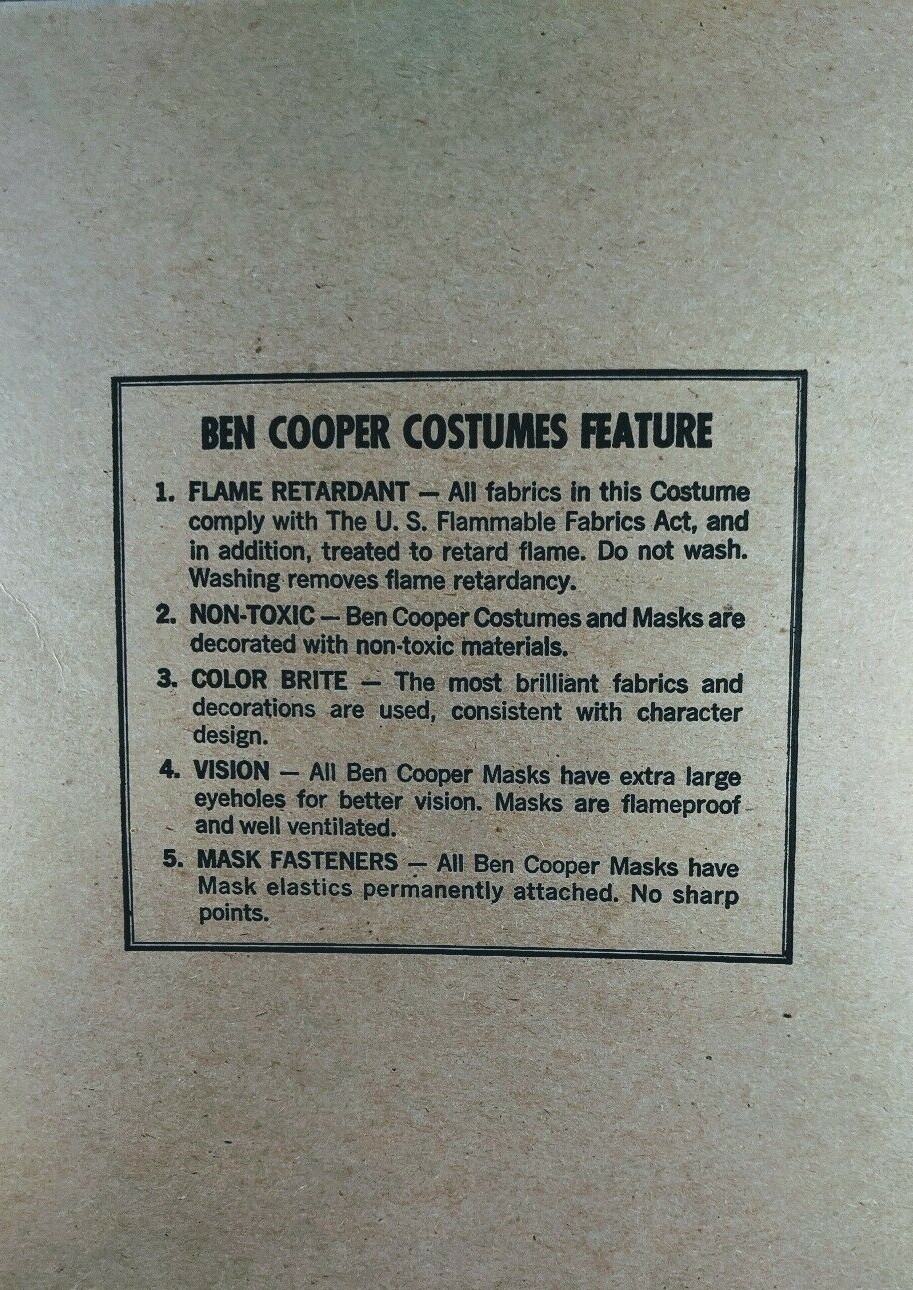 BEN COOPER COSTUMES FEATURE
1. FLAME RETARDANT — All fabrics in this Costume
comply with The U. S. Flammable Fabrics Act, and
in addition, treated to retard flame. Do not wash.
Washing removes flame retardancy.
2. NON-TOXIC — Ben Cooper Costumes and Masks are
decorated with non-toxic materials.
3. COLOR BRITE — The most brilliant fabrics and
decorations are used, consistent with character
design.
4. VISION — All Ben Cooper Masks have extra large
eyeholes for better vision. Masks are flameproof
and well ventilated.
5. MASK FASTENERS — All Ben Cooper Masks have
Mask elastics permanently attached. No sharp
points.